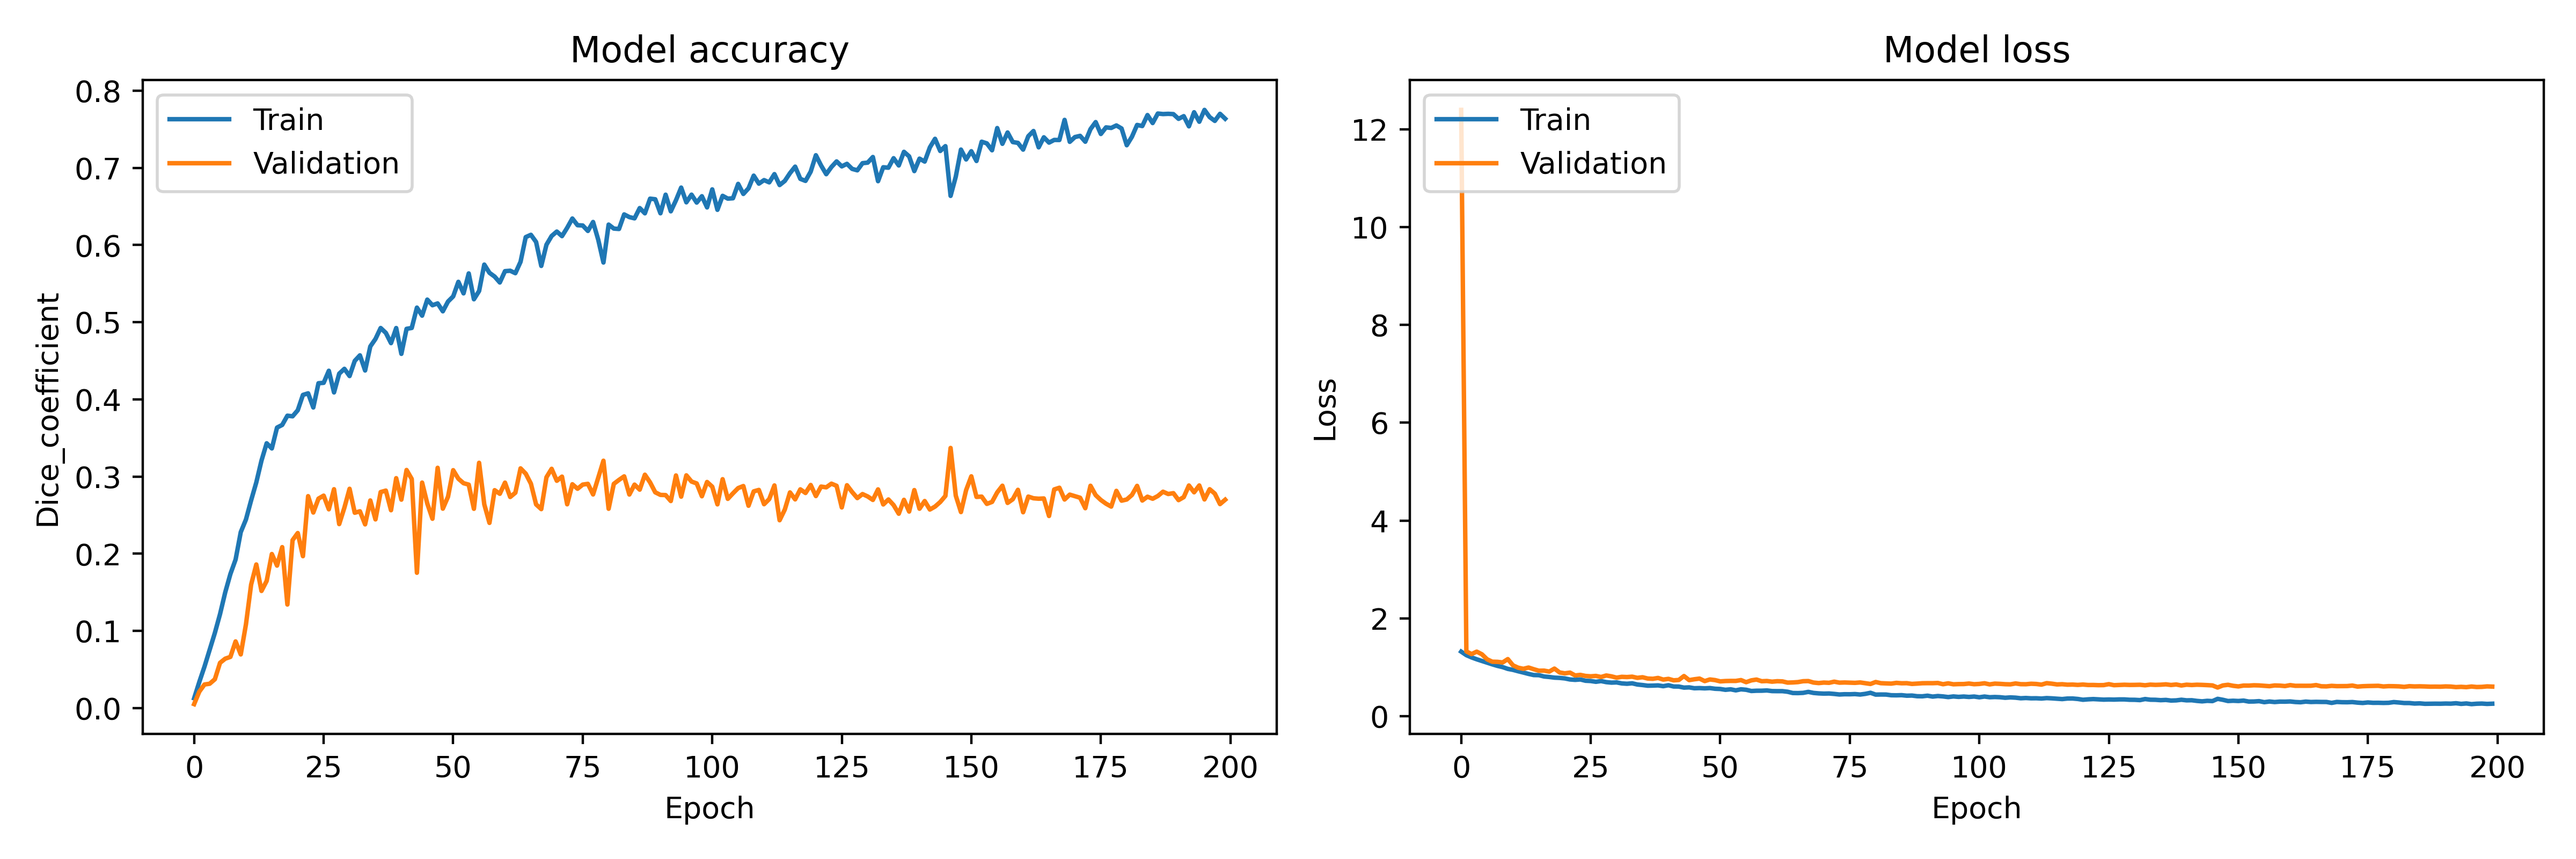 Model accuracy
Train
Validation
Dice_coefficient
0.8
0.7
0.6
0.5
0.4
0.3
0.2
0.1
0.0
0 25 50 75 100 125 150 175 200
Epoch
Model loss
Train
Validation
Loss
12
10
8
6
4
2
0
0 25 50 75 100 125 150 175 200
Epoch